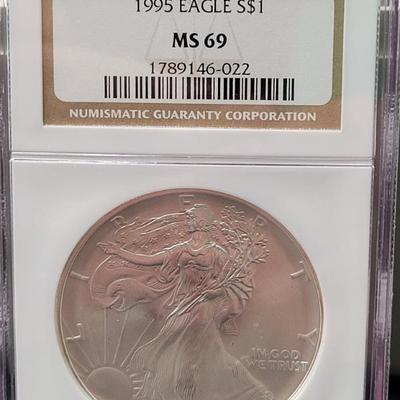 1995 EAGLE S$1
MS 69
1789146-022
NUMISMATIC GUARANTY CORPORATION
LIBERTY
IN GOD
WE TRUST